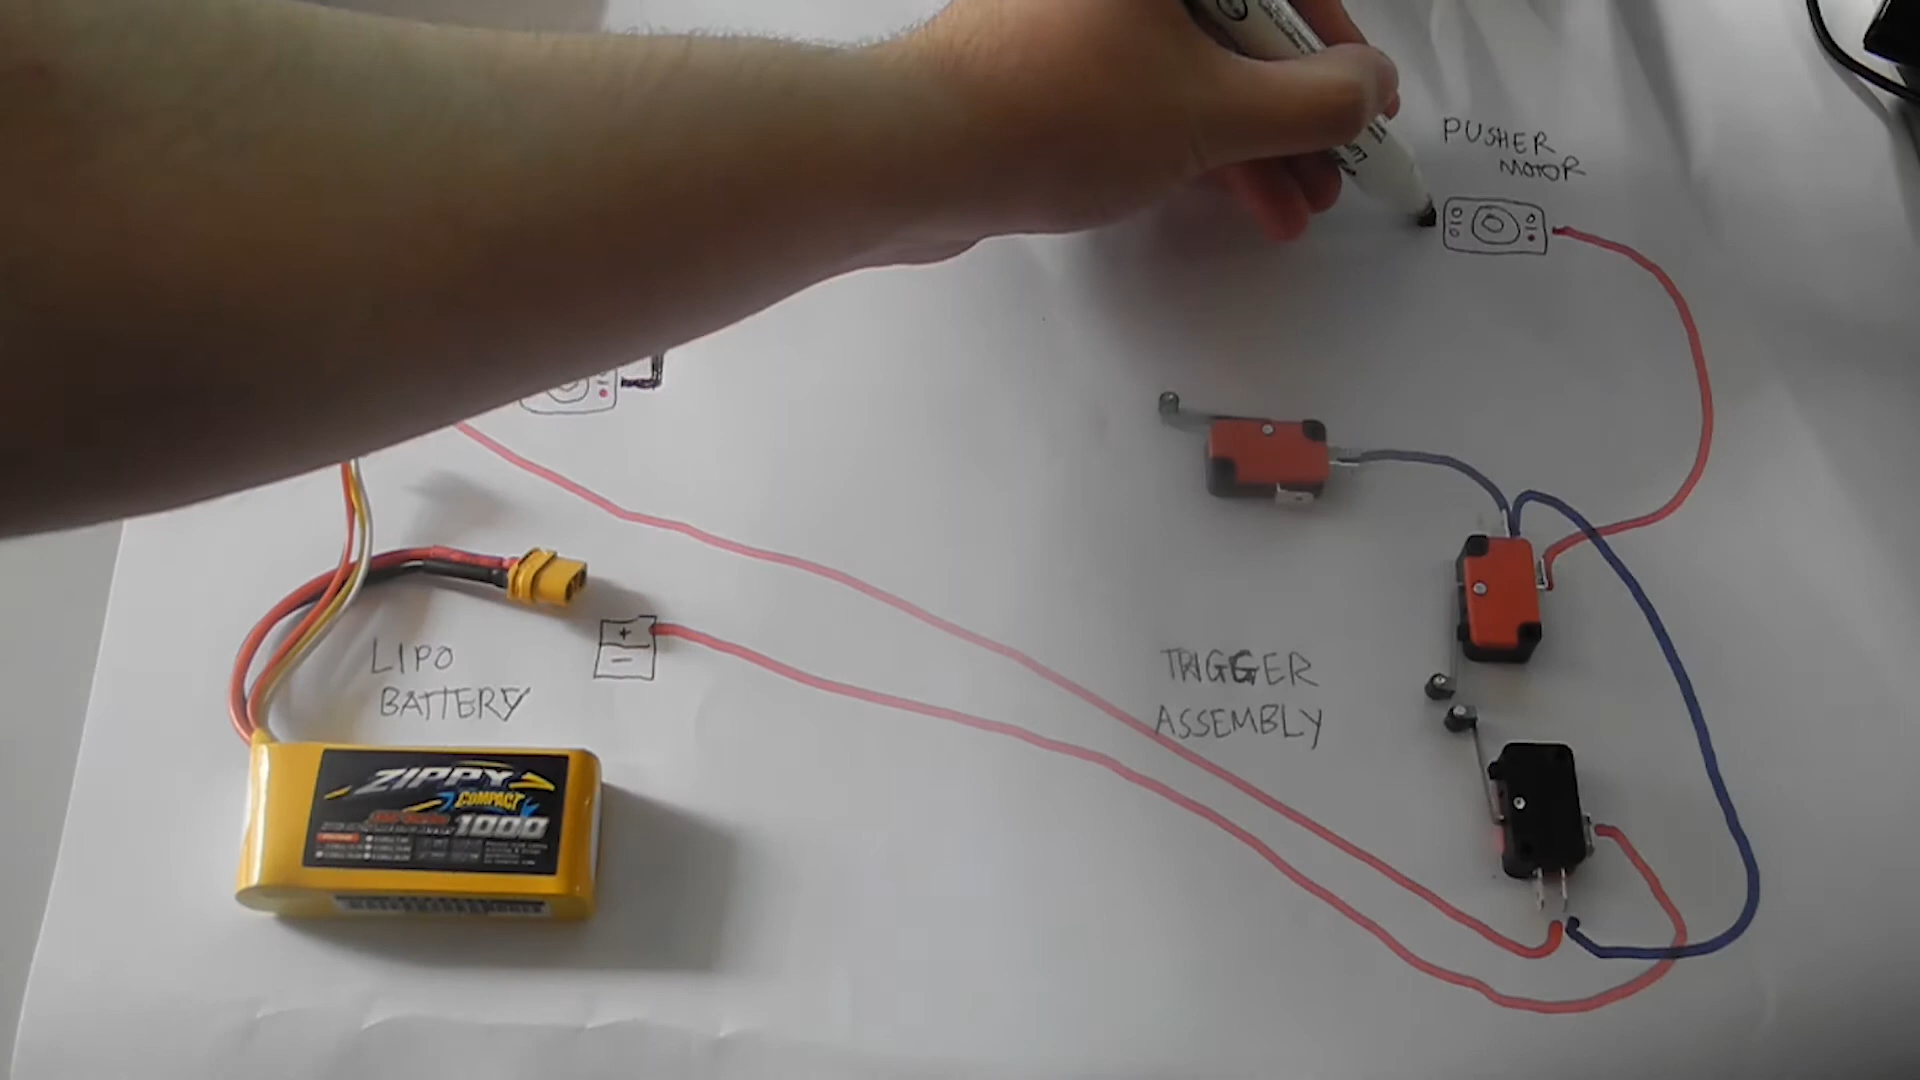 PUSHER
MOTOR
TRIGGER
ASSEMBLY
+
−
LIPO
BATTERY
ZIPPY
COMPACT
1000